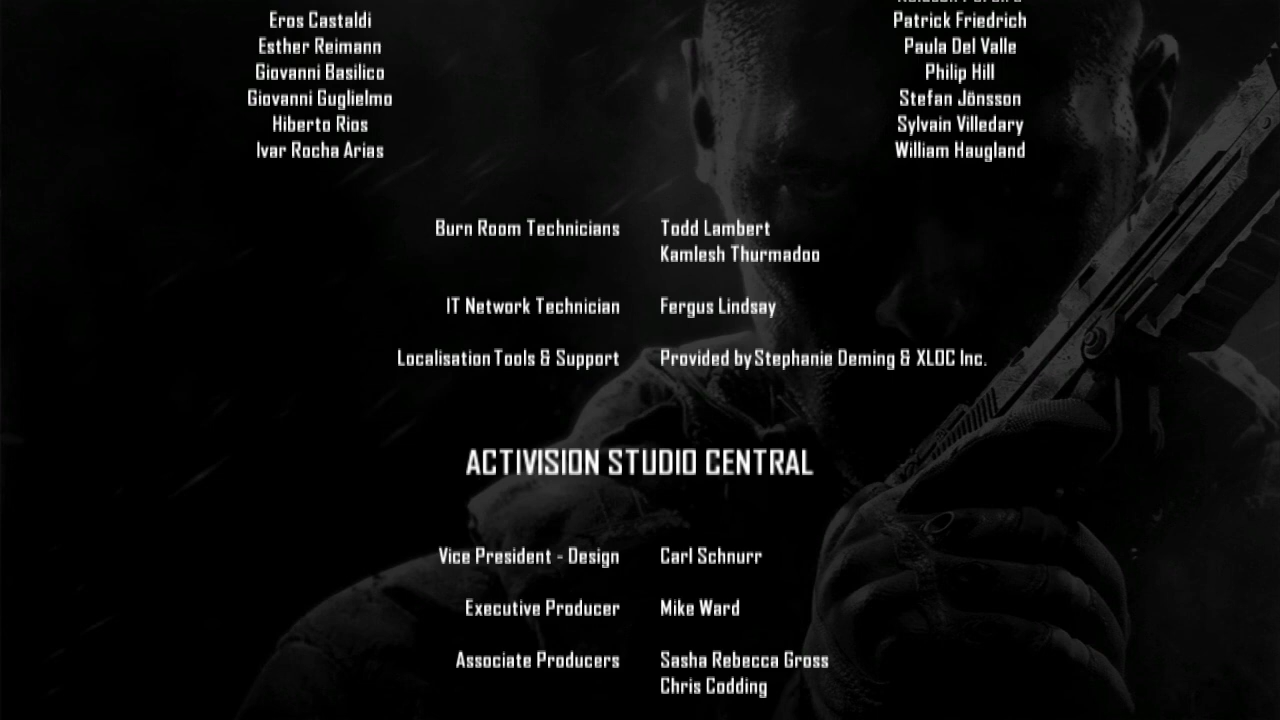 Eros Castaldi
Esther Reimann
Giovanni Basilico
Giovanni Guglielmo
Hiberto Rios
Ivar Rocha Arias
Patrick Friedrich
Paula Del Valle
Philip Hill
Stefan Jönsson
Sylvain Villedary
William Haugland
Burn Room Technicians Todd Lambert
Kamlesh Thurmadoo
IT Network Technician Fergus Lindsay
Localisation Tools & Support Provided by Stephanie Deming & XLOC Inc.
ACTIVISION STUDIO CENTRAL
Vice President - Design Carl Schnurr
Executive Producer Mike Ward
Associate Producers Sasha Rebecca Gross
Chris Codding